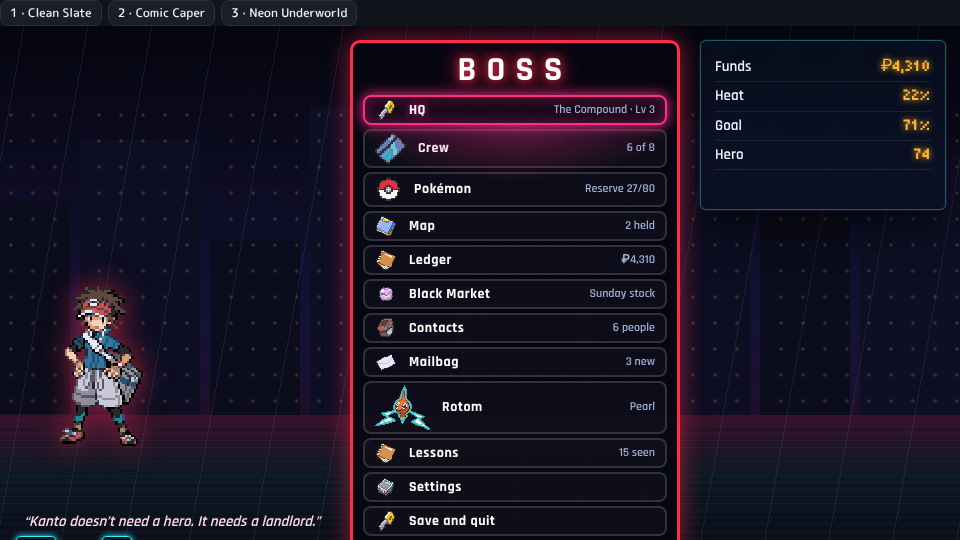 1 · Clean Slate
2 · Comic Caper
3 · Neon Underworld
BOSS
HQ The Compound · Lv 3
Crew 6 of 8
Pokémon Reserve 27/80
Map 2 held
Ledger ₽4,310
Black Market Sunday stock
Contacts 6 people
Mailbag 3 new
Rotom Pearl
Lessons 15 seen
Settings
Save and quit
Funds ₽4,310
Heat 22%
Goal 71%
Hero 74
“Kanto doesn’t need a hero. It needs a landlord.”